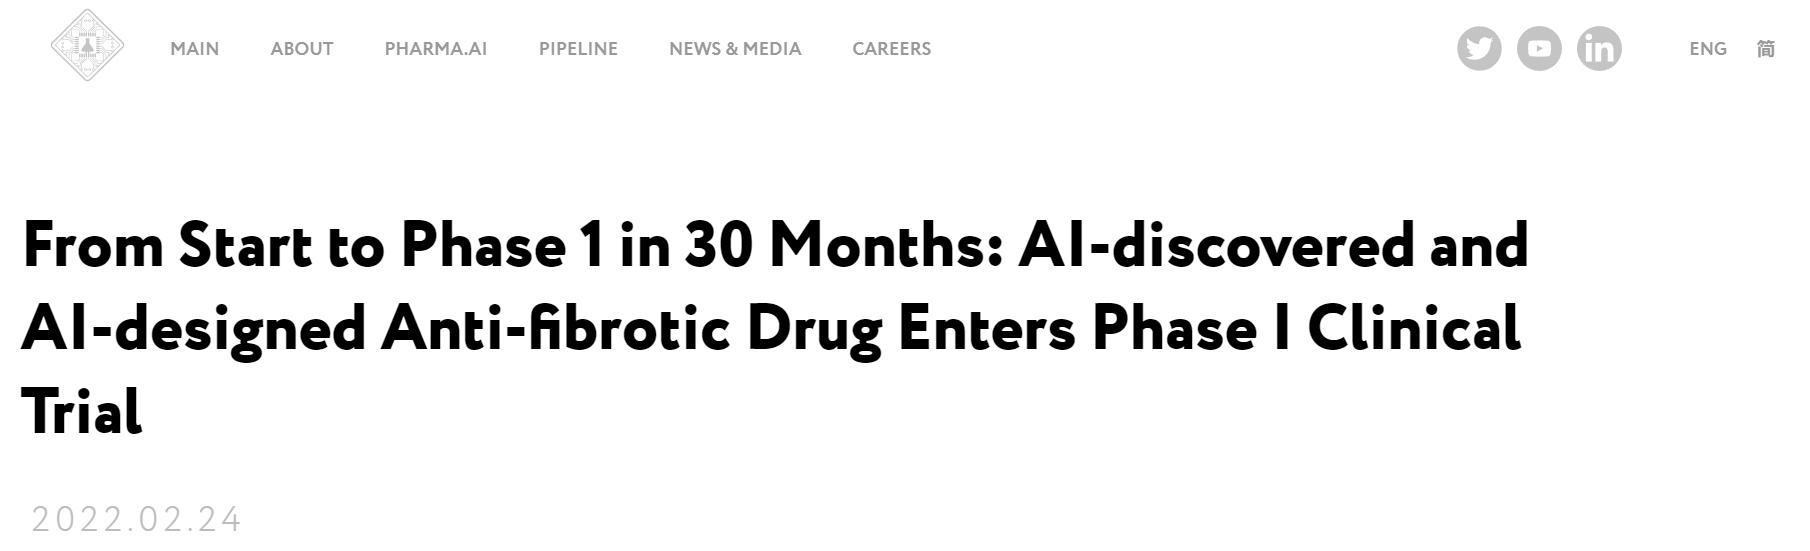 MAIN ABOUT PHARMA.AI PIPELINE NEWS & MEDIA CAREERS ENG 简
From Start to Phase 1 in 30 Months: AI-discovered and
AI-designed Anti-fibrotic Drug Enters Phase I Clinical
Trial
2022.02.24